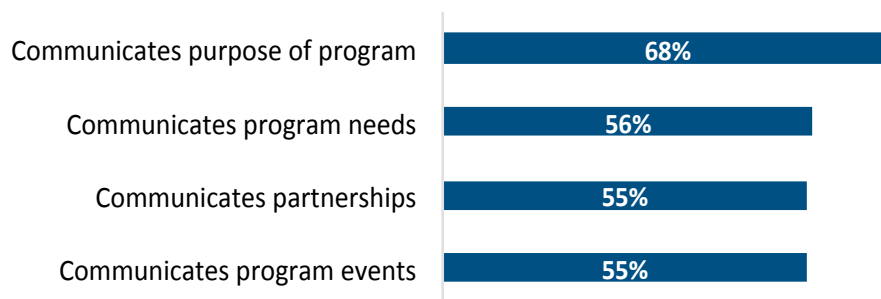 Communicates purpose of program 68%
Communicates program needs 56%
Communicates partnerships 55%
Communicates program events 55%